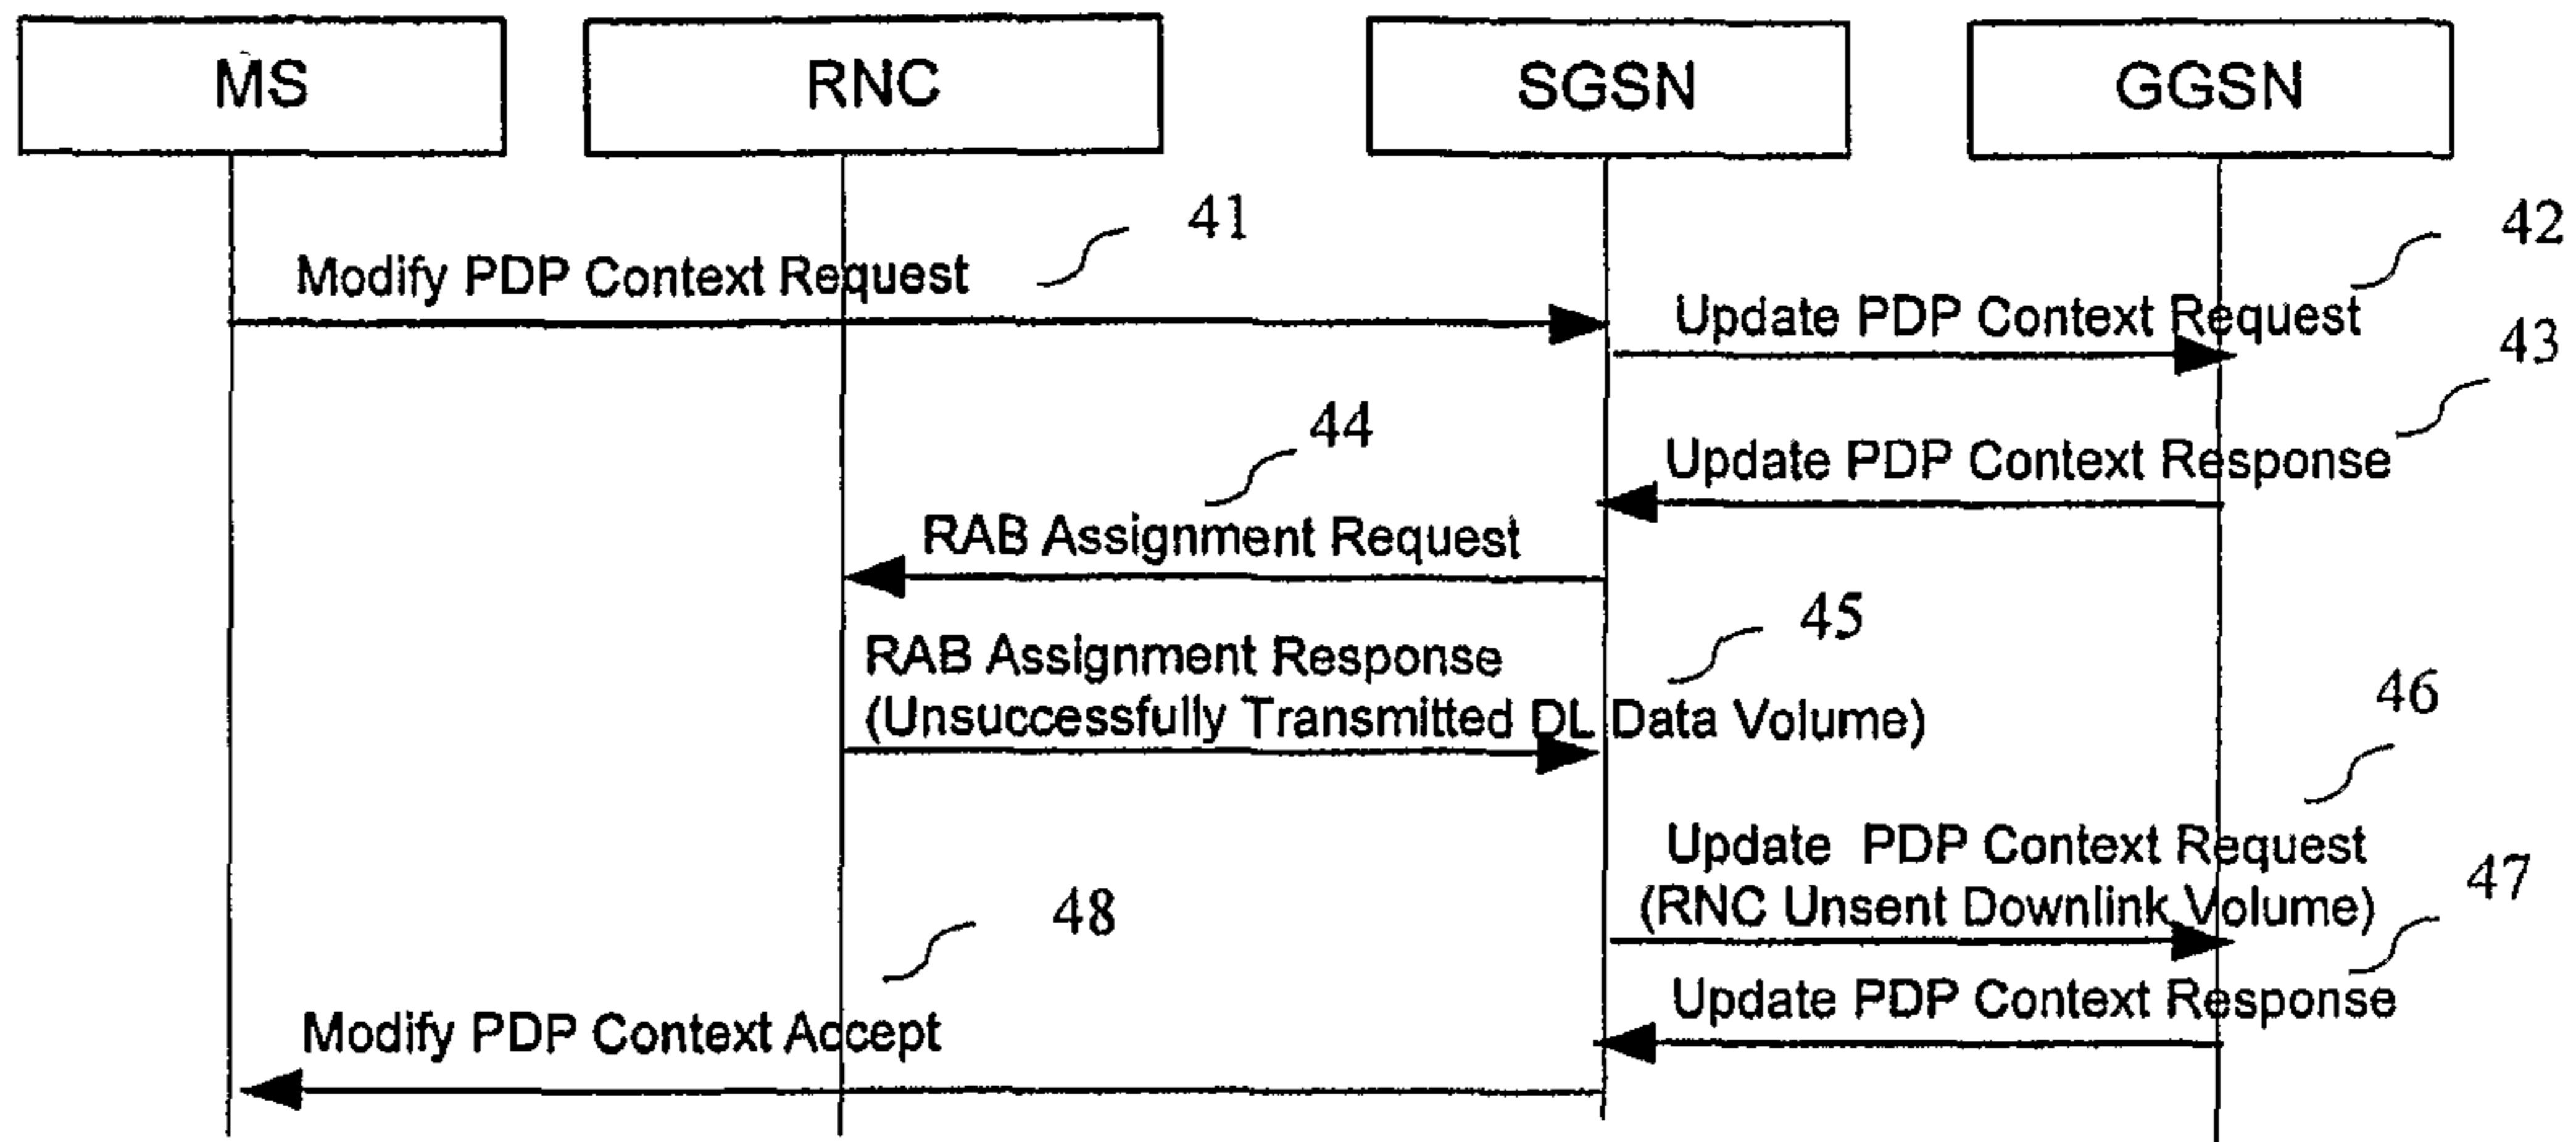 MS
RNC
SGSN
GGSN
41
42
Modify PDP Context Request
Update PDP Context Request
43
44
Update PDP Context Response
RAB Assignment Request
45
RAB Assignment Response
(Unsuccessfully Transmitted DL Data Volume)
46
Update PDP Context Request
(RNC Unsent Downlink Volume)
47
48
Update PDP Context Response
Modify PDP Context Accept